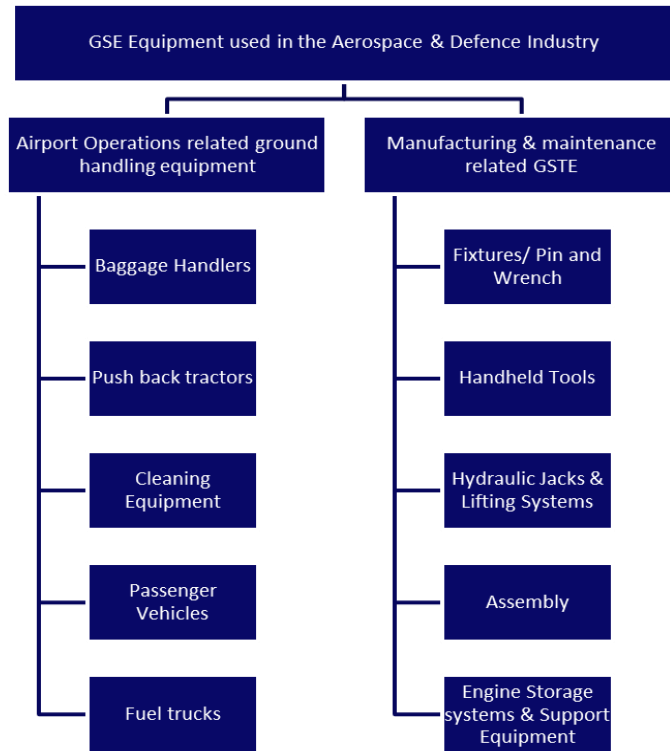 GSE Equipment used in the Aerospace & Defence Industry
Airport Operations related ground
handling equipment
Baggage Handlers
Push back tractors
Cleaning
Equipment
Passenger
Vehicles
Fuel trucks
Manufacturing & maintenance
related GSTE
Fixtures/ Pin and
Wrench
Handheld Tools
Hydraulic Jacks &
Lifting Systems
Assembly
Engine Storage
systems & Support
Equipment